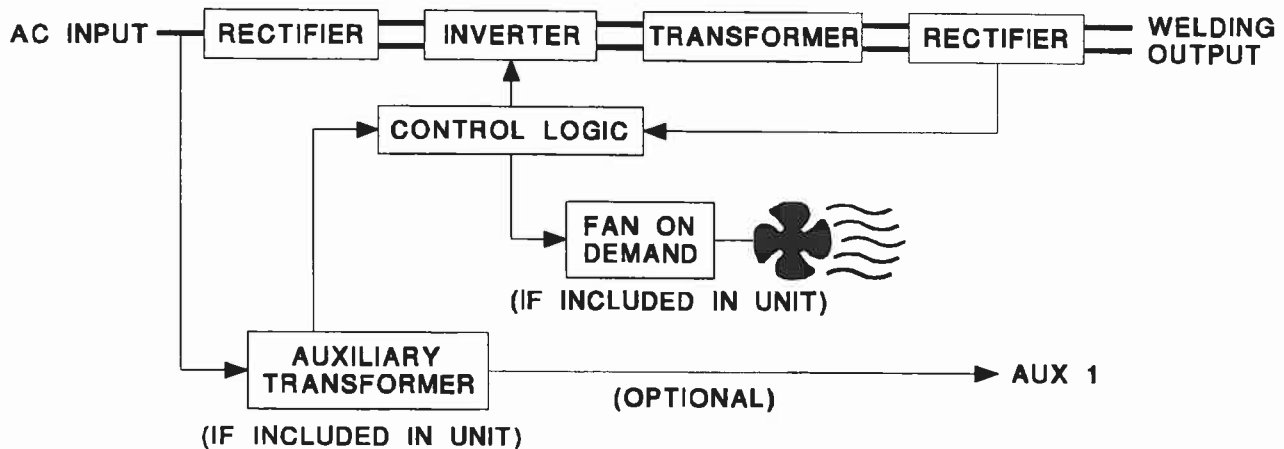 AC INPUT
RECTIFIER
INVERTER
TRANSFORMER
RECTIFIER
WELDING
OUTPUT
CONTROL LOGIC
FAN ON
DEMAND
(IF INCLUDED IN UNIT)
AUXILIARY
TRANSFORMER
(OPTIONAL)
AUX 1
(IF INCLUDED IN UNIT)